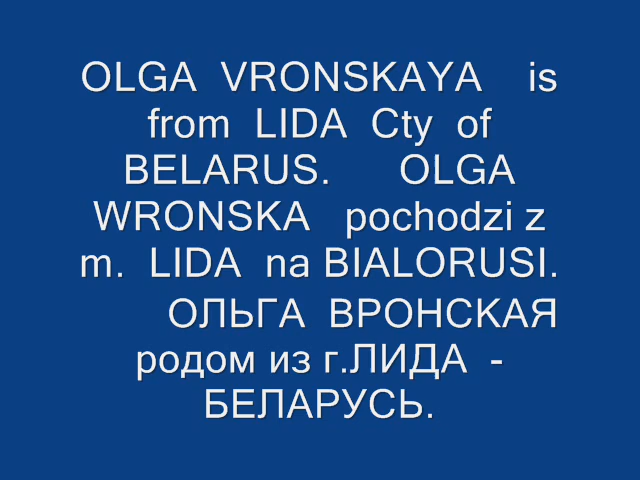 OLGA VRONSKAYA is
from LIDA Cty of
BELARUS. OLGA
WRONSKA pochodzi z
m. LIDA na BIALORUSI.
ОЛЬГА ВРОНСКАЯ
родом из г.ЛИДА -
БЕЛАРУСЬ.